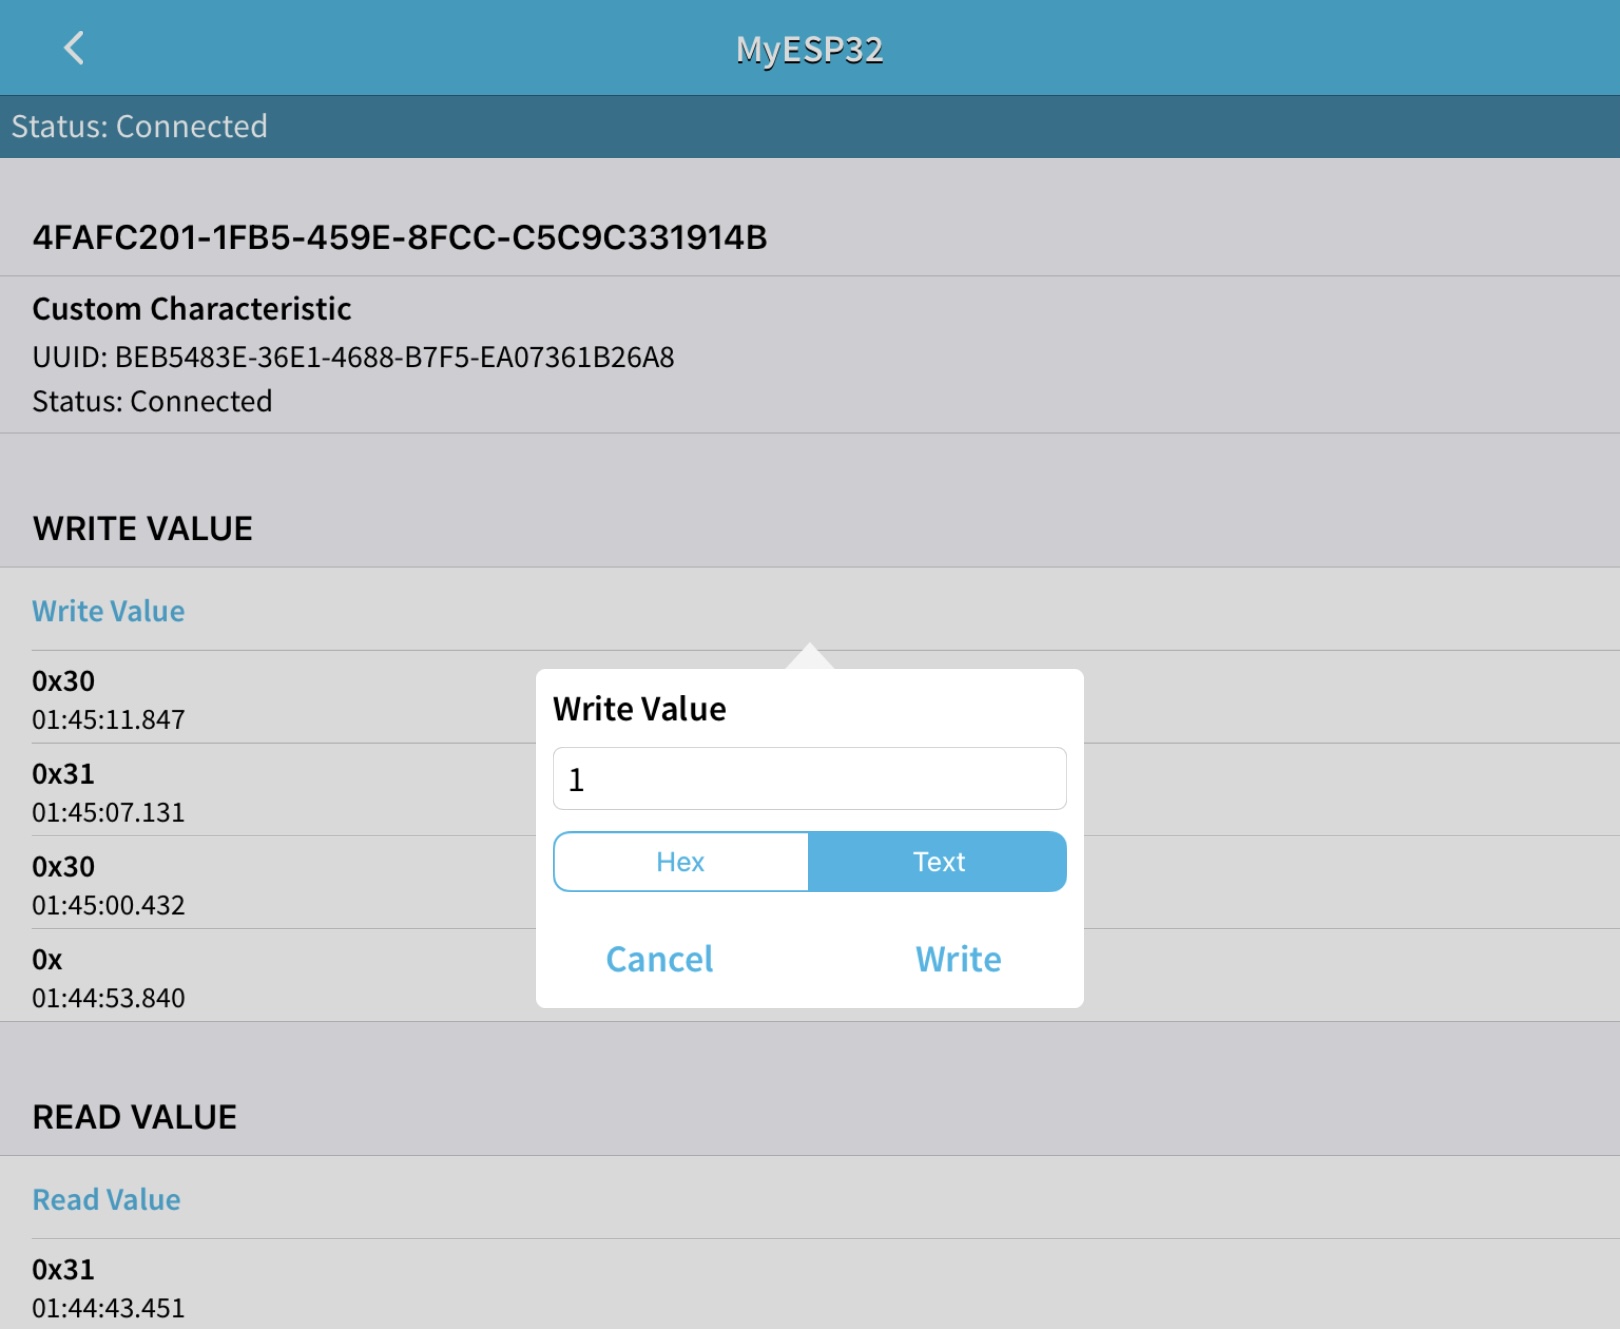 MyESP32
Status: Connected
4FAFC201-1FB5-459E-8FCC-C5C9C331914B
Custom Characteristic
UUID: BEB5483E-36E1-4688-B7F5-EA07361B26A8
Status: Connected
WRITE VALUE
Write Value
0x30
01:45:11.847
0x31
01:45:07.131
0x30
01:45:00.432
0x
01:44:53.840
Write Value
1
Hex Text
Cancel Write
READ VALUE
Read Value
0x31
01:44:43.451